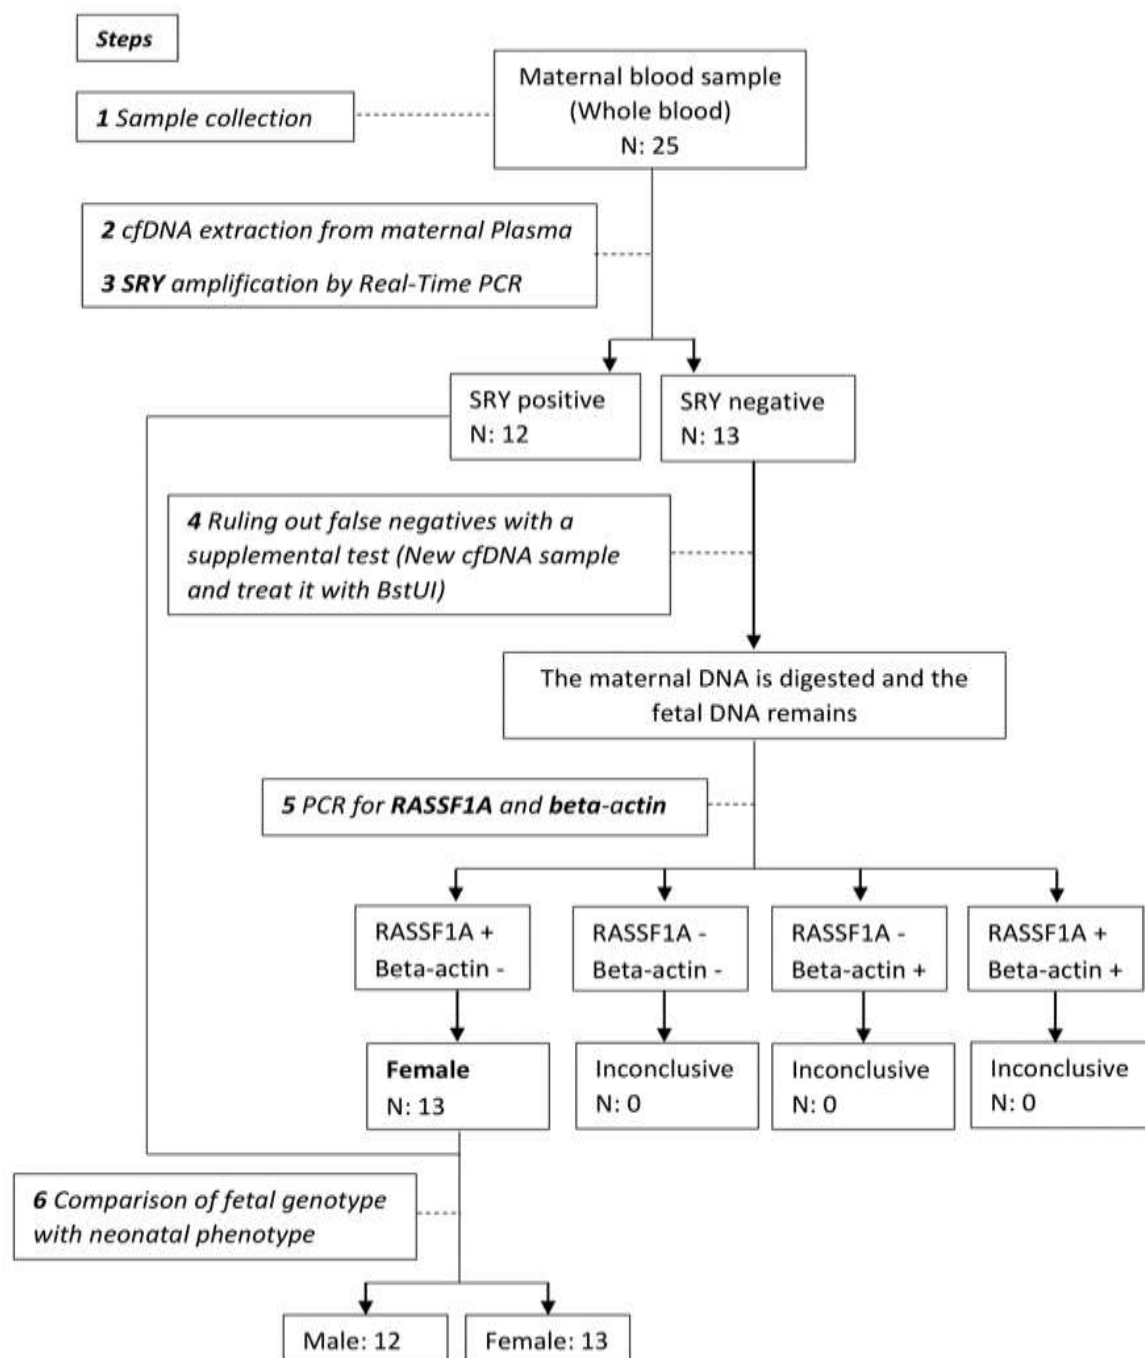 Steps
Maternal blood sample
(Whole blood)
N: 25
1 Sample collection
2 cfDNA extraction from maternal Plasma
3 SRY amplification by Real-Time PCR
SRY positive
N: 12
SRY negative
N: 13
4 Ruling out false negatives with a
supplemental test (New cfDNA sample
and treat it with BstUI)
The maternal DNA is digested and the
fetal DNA remains
5 PCR for RASSF1A and beta-actin
RASSF1A +
Beta-actin -
RASSF1A -
Beta-actin -
RASSF1A -
Beta-actin +
RASSF1A +
Beta-actin +
Female
N: 13
Inconclusive
N: 0
Inconclusive
N: 0
Inconclusive
N: 0
6 Comparison of fetal genotype
with neonatal phenotype
Male: 12
Female: 13